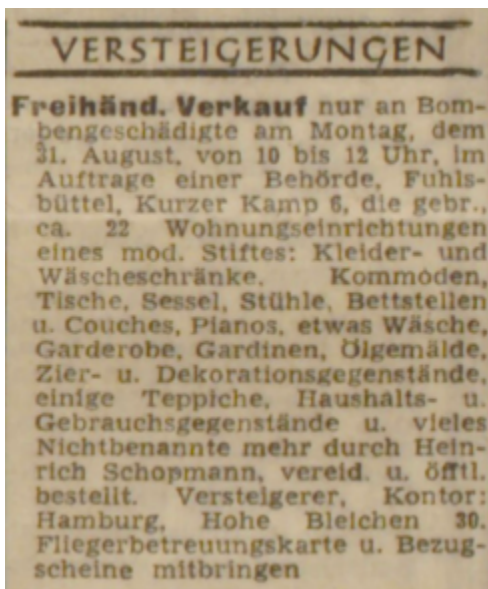 VERSTEIGERUNGEN
Freihänd. Verkauf nur an Bom-
bengeschädigte am Montag, dem
31. August, von 10 bis 12 Uhr, im
Auftrage einer Behörde, Fuhls-
büttel, Kurzer Kamp 6, die gebr.,
ca. 22 Wohnungseinrichtungen
eines mod. Stiftes: Kleider- und
Wäscheschränke, Kommoden,
Tische, Sessel, Stühle, Bettstellen
u. Couches, Pianos, etwas Wäsche,
Garderobe, Gardinen, Ölgemälde,
Zier- u. Dekorationsgegenstände,
einige Teppiche, Haushalts- u.
Gebrauchsgegenstände u. vieles
Nichtbenannte mehr durch Hein-
rich Schopmann, vereid. u. öfftl.
bestellt. Versteigerer, Kontor:
Hamburg, Hohe Bleichen 30.
Fliegerbetreuungskarte u. Bezug-
scheine mitbringen